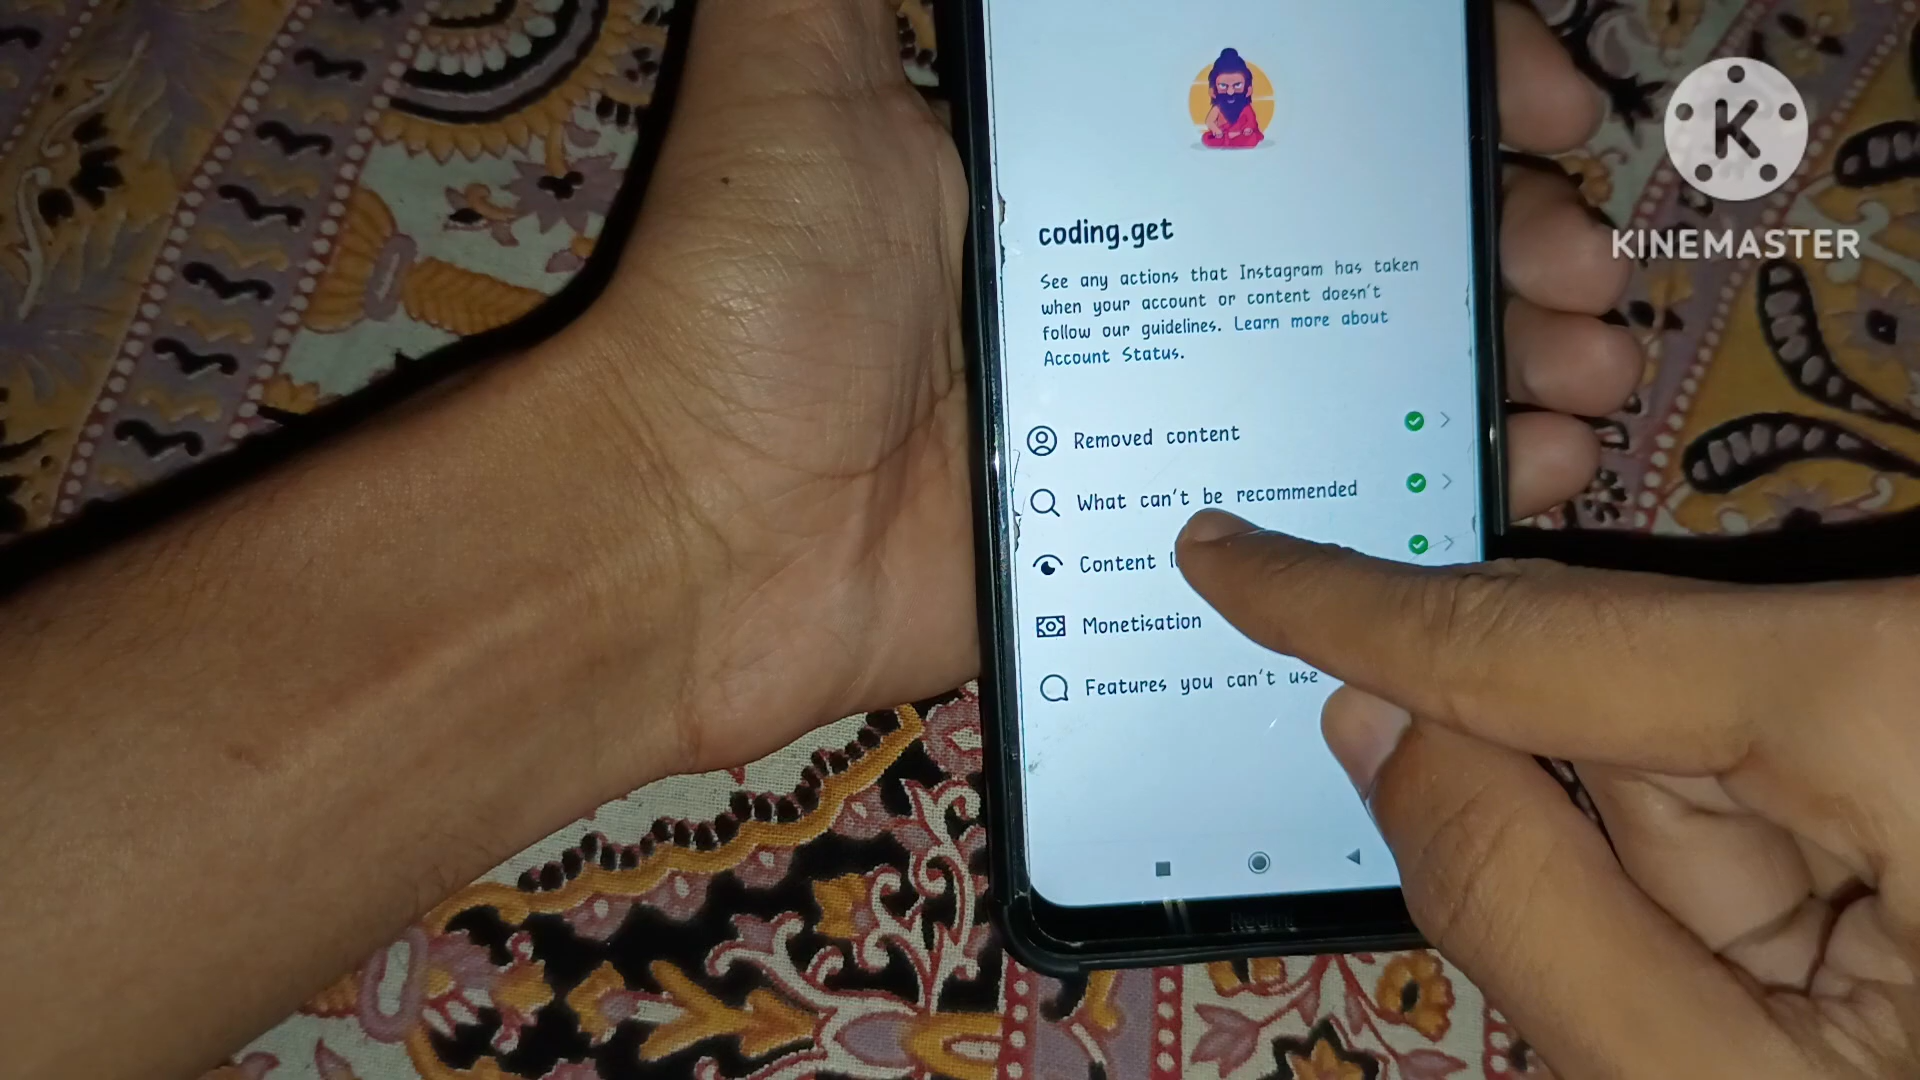 coding.get
See any actions that Instagram has taken
when your account or content doesn't
follow our guidelines. Learn more about
Account Status.
Removed content
What can't be recommended
Content
Monetisation
Features you can't use
Redmi
K
KINEMASTER